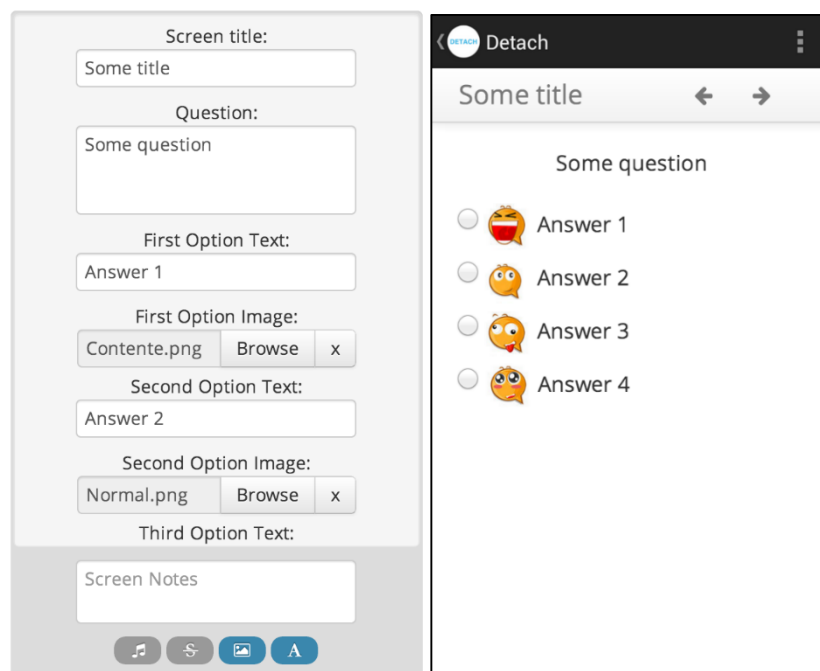 Screen title:
Some title
Question:
Some question
First Option Text:
Answer 1
First Option Image:
Contente.png Browse x
Second Option Text:
Answer 2
Second Option Image:
Normal.png Browse x
Third Option Text:
Screen Notes
S A
DETACH Detach
Some title
Some question
Answer 1
Answer 2
Answer 3
Answer 4